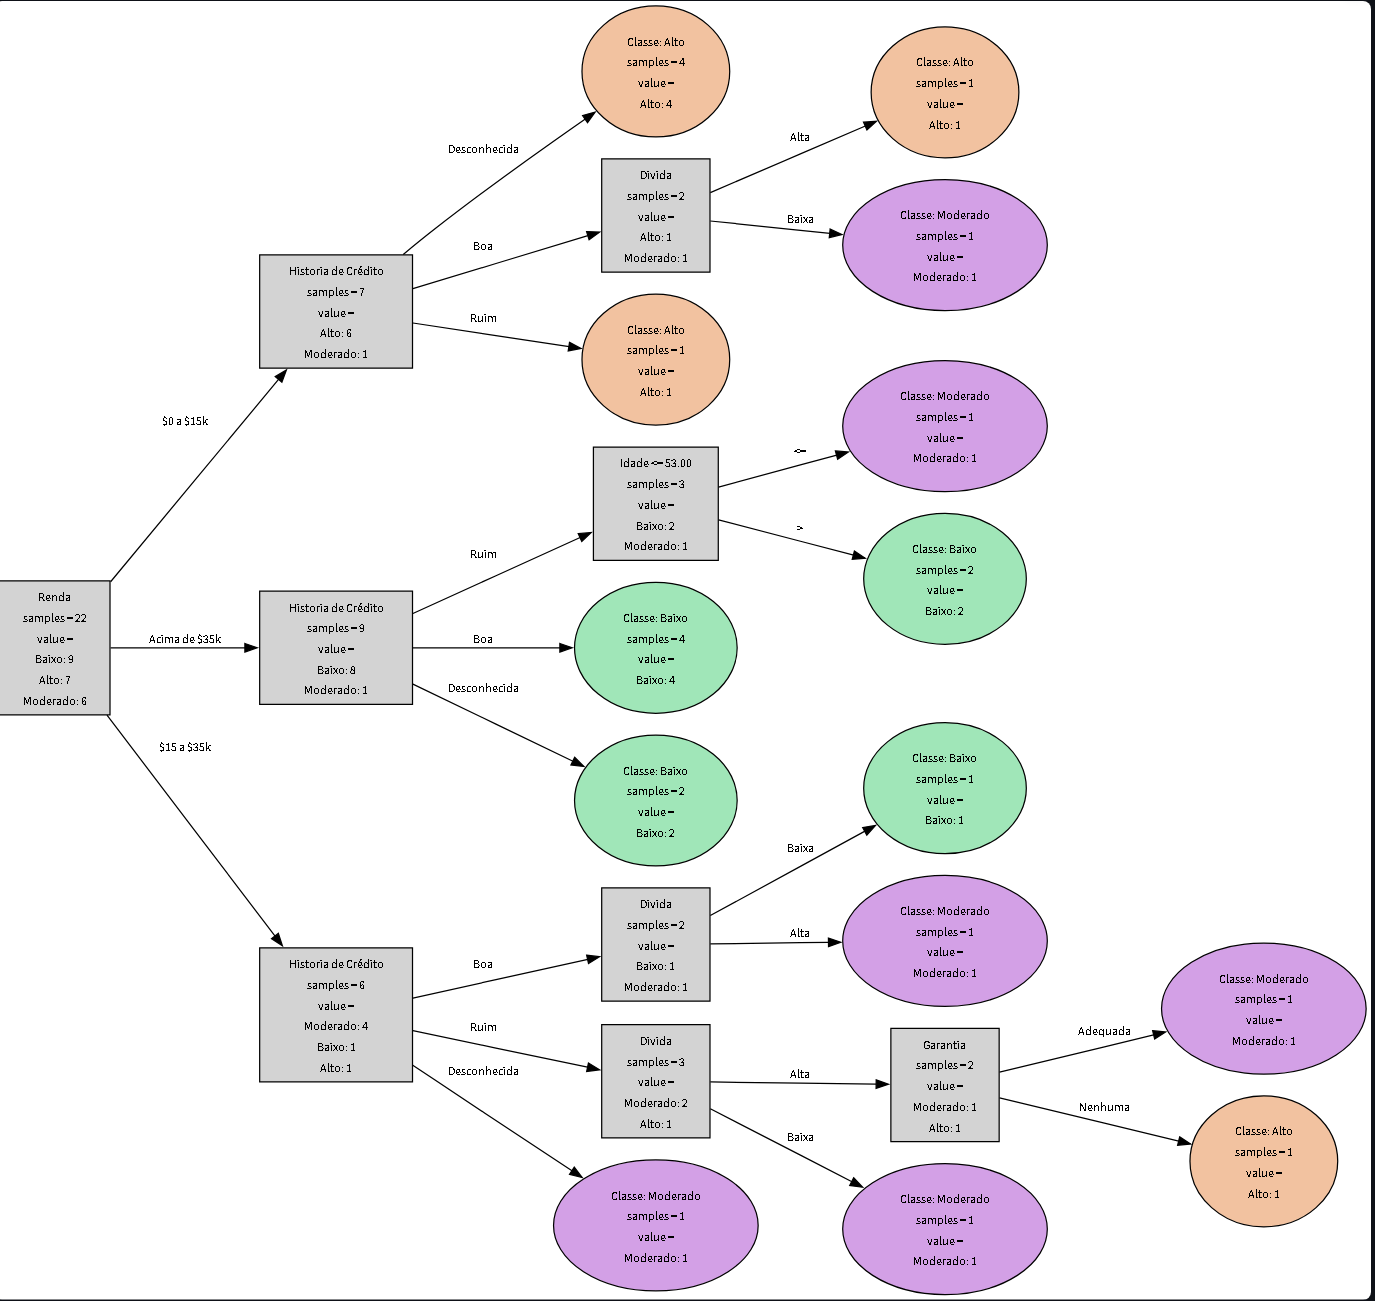 Classe: Alto
samples = 4
value =
Alto: 4
Classe: Alto
samples = 1
value =
Alto: 1
Desconhecida
Alta
Divida
samples = 2
value =
Alto: 1
Moderado: 1
Baixa
Classe: Moderado
samples = 1
value =
Moderado: 1
Boa
Historia de Crédito
samples = 7
value =
Alto: 6
Moderado: 1
Ruim
Classe: Alto
samples = 1
value =
Alto: 1
$0 a $15k
Classe: Moderado
samples = 1
value =
Moderado: 1
<=
Idade <= 53.00
samples = 3
value =
Baixo: 2
Moderado: 1
>
Classe: Baixo
samples = 2
value =
Baixo: 2
Ruim
Renda
samples = 22
value =
Baixo: 9
Alto: 7
Moderado: 6
Acima de $35k
Historia de Crédito
samples = 9
value =
Baixo: 8
Moderado: 1
Boa
Classe: Baixo
samples = 4
value =
Baixo: 4
Desconhecida
Classe: Baixo
samples = 2
value =
Baixo: 2
$15 a $35k
Classe: Baixo
samples = 1
value =
Baixo: 1
Baixa
Divida
samples = 2
value =
Baixo: 1
Moderado: 1
Alta
Classe: Moderado
samples = 1
value =
Moderado: 1
Boa
Historia de Crédito
samples = 6
value =
Moderado: 4
Baixo: 1
Alto: 1
Ruim
Divida
samples = 3
value =
Moderado: 2
Alto: 1
Alta
Garantia
samples = 2
value =
Moderado: 1
Alto: 1
Adequada
Classe: Moderado
samples = 1
value =
Moderado: 1
Nenhuma
Classe: Alto
samples = 1
value =
Alto: 1
Desconhecida
Baixa
Classe: Moderado
samples = 1
value =
Moderado: 1
Classe: Moderado
samples = 1
value =
Moderado: 1